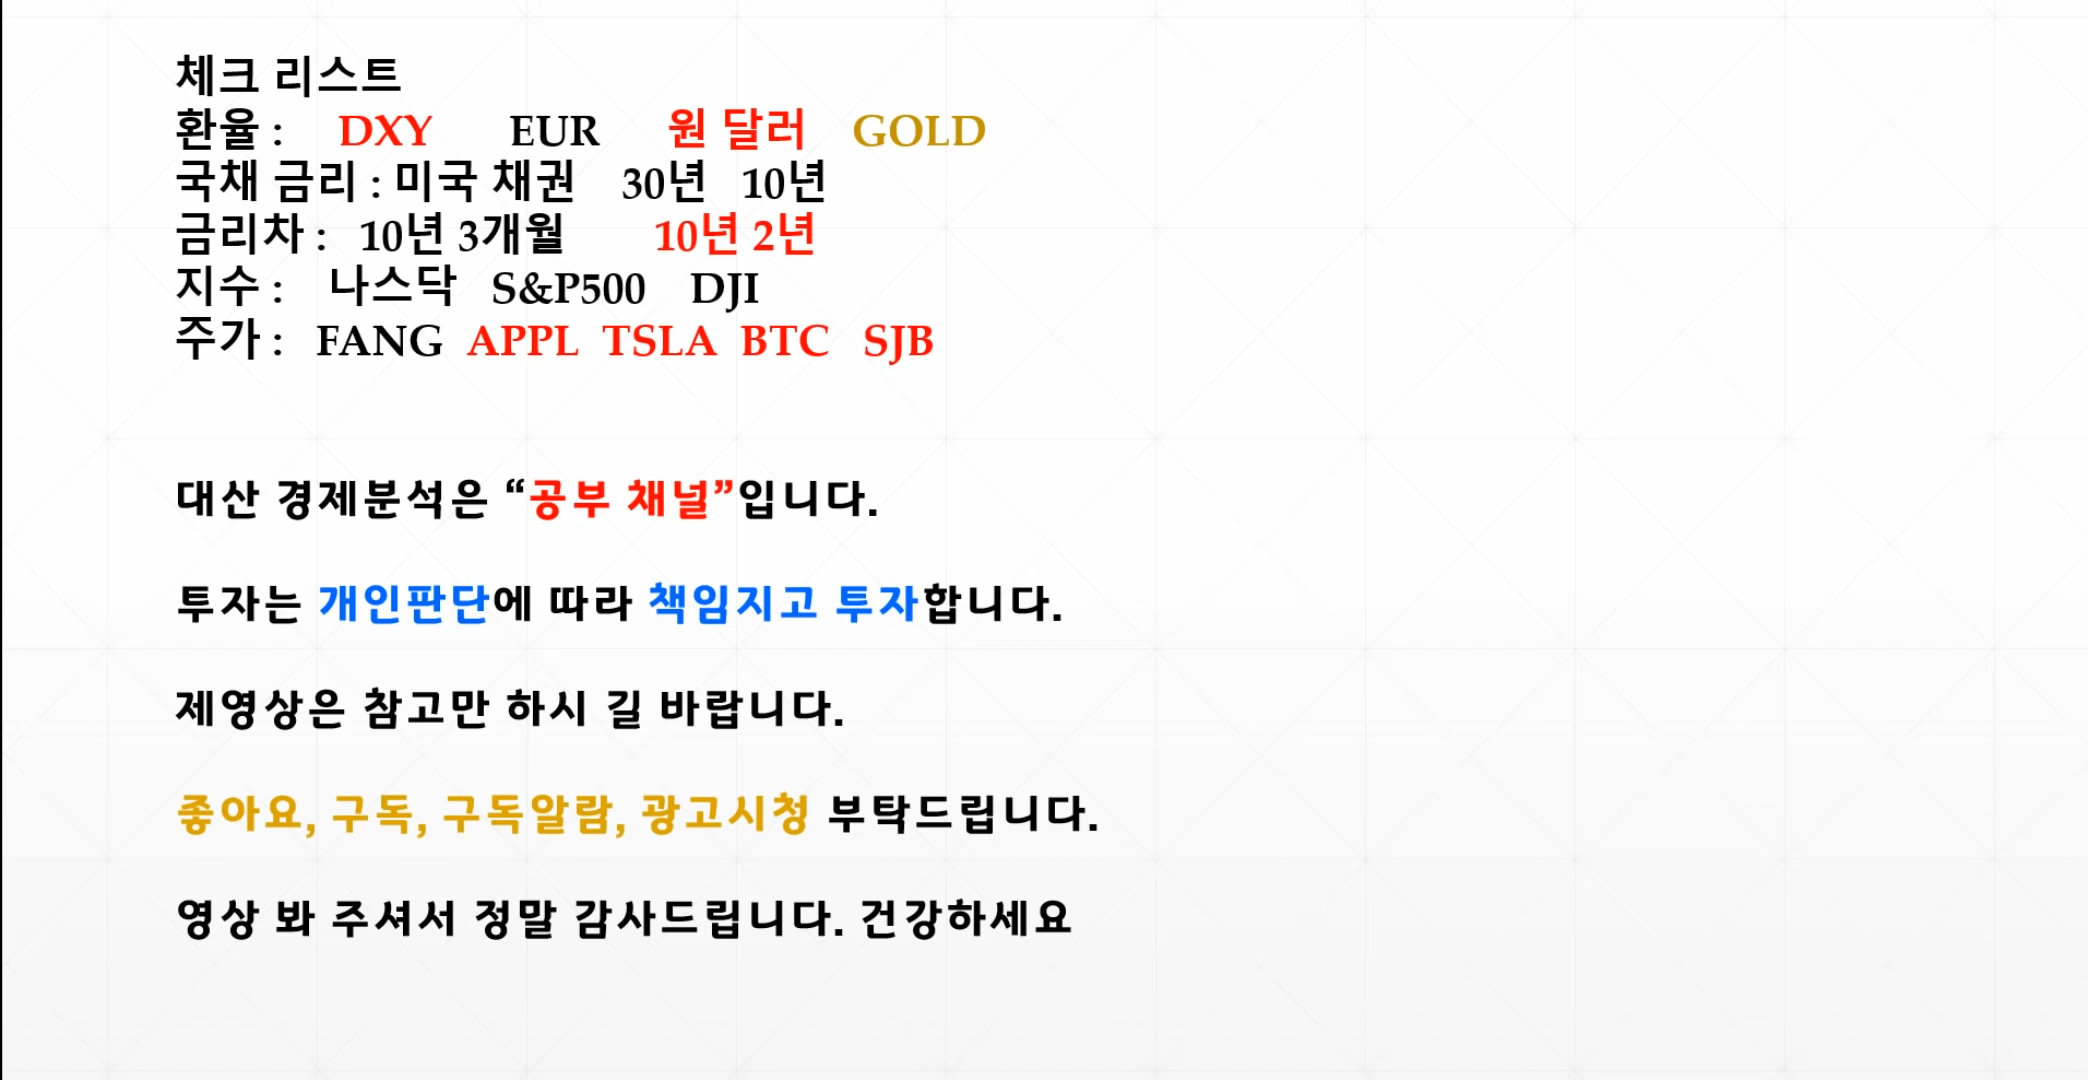 체크 리스트
환율 : DXY EUR 원 달러 GOLD
국채 금리 : 미국 채권 30년 10년
금리차 : 10년 3개월 10년 2년
지수 : 나스닥 S&P500 DJI
주가 : FANG APPL TSLA BTC SJB
대산 경제분석은 “공부 채널”입니다.
투자는 개인판단에 따라 책임지고 투자합니다.
제영상은 참고만 하시 길 바랍니다.
좋아요, 구독, 구독알람, 광고시청 부탁드립니다.
영상 봐 주셔서 정말 감사드립니다. 건강하세요